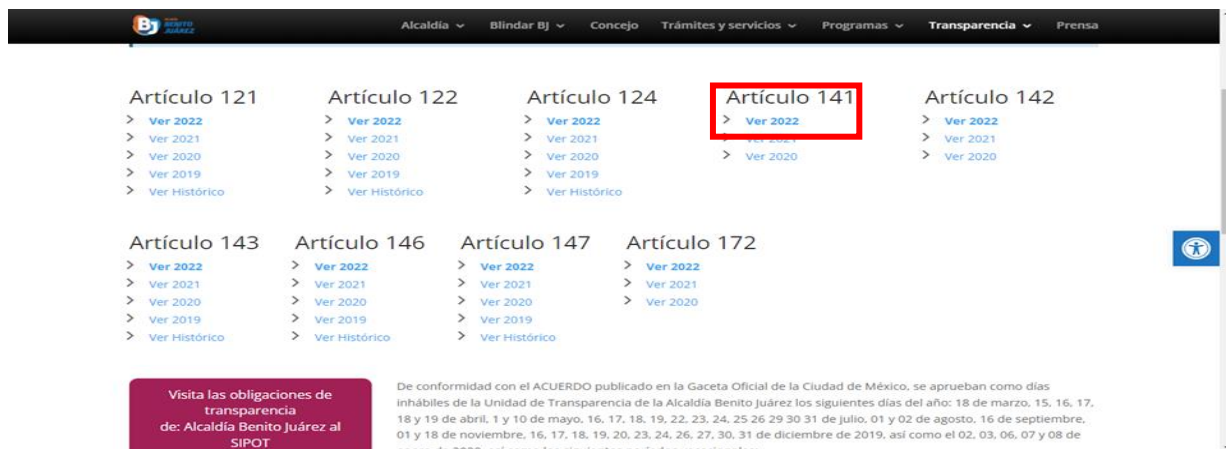 BJ ALCALDÍA BENITO JUÁREZ
Alcaldía Blindar BJ Concejo Trámites y servicios Programas Transparencia Prensa
Artículo 121
> Ver 2022
> Ver 2021
> Ver 2020
> Ver 2019
> Ver Histórico
Artículo 122
> Ver 2022
> Ver 2021
> Ver 2020
> Ver 2019
> Ver Histórico
Artículo 124
> Ver 2022
> Ver 2021
> Ver 2020
> Ver 2019
> Ver Histórico
Artículo 141
> Ver 2022
> Ver 2021
> Ver 2020
Artículo 142
> Ver 2022
> Ver 2021
> Ver 2020
Artículo 143
> Ver 2022
> Ver 2021
> Ver 2020
> Ver 2019
> Ver Histórico
Artículo 146
> Ver 2022
> Ver 2021
> Ver 2020
> Ver 2019
> Ver Histórico
Artículo 147
> Ver 2022
> Ver 2021
> Ver 2020
> Ver 2019
> Ver Histórico
Artículo 172
> Ver 2022
> Ver 2021
> Ver 2020
Visita las obligaciones de
transparencia
de: Alcaldía Benito Juárez al
SIPOT
De conformidad con el ACUERDO publicado en la Gaceta Oficial de la Ciudad de México, se aprueban como días
inhábiles de la Unidad de Transparencia de la Alcaldía Benito Juárez los siguientes días del año: 18 de marzo, 15, 16, 17,
18 y 19 de abril, 1 y 10 de mayo, 16, 17, 18, 19, 22, 23, 24, 25 26 29 30 31 de julio, 01 y 02 de agosto, 16 de septiembre,
01 y 18 de noviembre, 16, 17, 18, 19, 20, 23, 24, 26, 27, 30, 31 de diciembre de 2019, así como el 02, 03, 06, 07 y 08 de